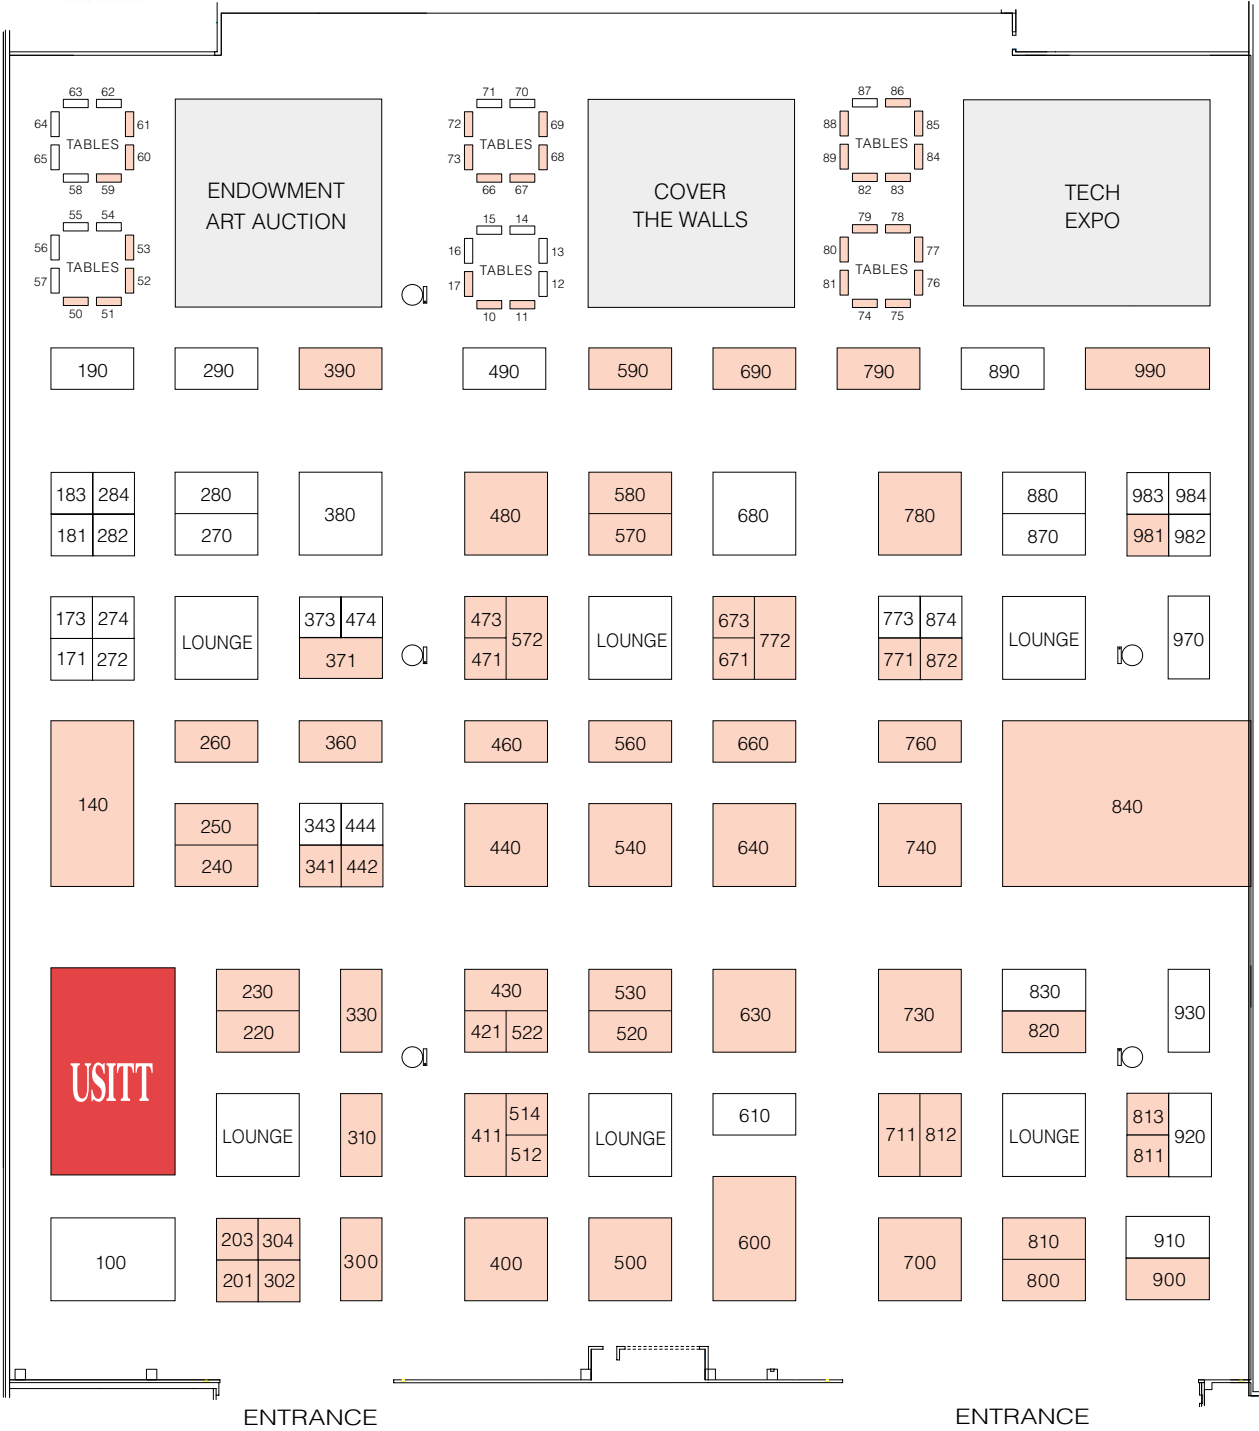 63 62 71 70 87 86
64 61 72 69 88 85
TABLES TABLES TABLES
65 60 73 68 89 84
58 59 66 67 82 83
ENDOWMENT
ART AUCTION
COVER
THE WALLS
TECH
EXPO
55 54 15 14 79 78
56 53 16 13 80 77
TABLES TABLES TABLES
57 52 17 12 81 76
50 51 10 11 74 75
190 290 390 490 590 690 790 890 990
183 284 280 580 880 983 984
380 480 680 780
181 282 270 570 870 981 982
173 274 373 474 473 673 773 874
LOUNGE 572 LOUNGE 772 LOUNGE 970
171 272 371 471 671 771 872
260 360 460 560 660 760
140 840
250 343 444
440 540 640 740
240 341 442
230 430 530 830
330 630 730 930
220 421 522 520 820
USITT
514 610 813
LOUNGE 310 411 LOUNGE 711 812 LOUNGE 920
512 811
203 304 600 810 910
100 300 400 500 700
201 302 800 900
ENTRANCE ENTRANCE